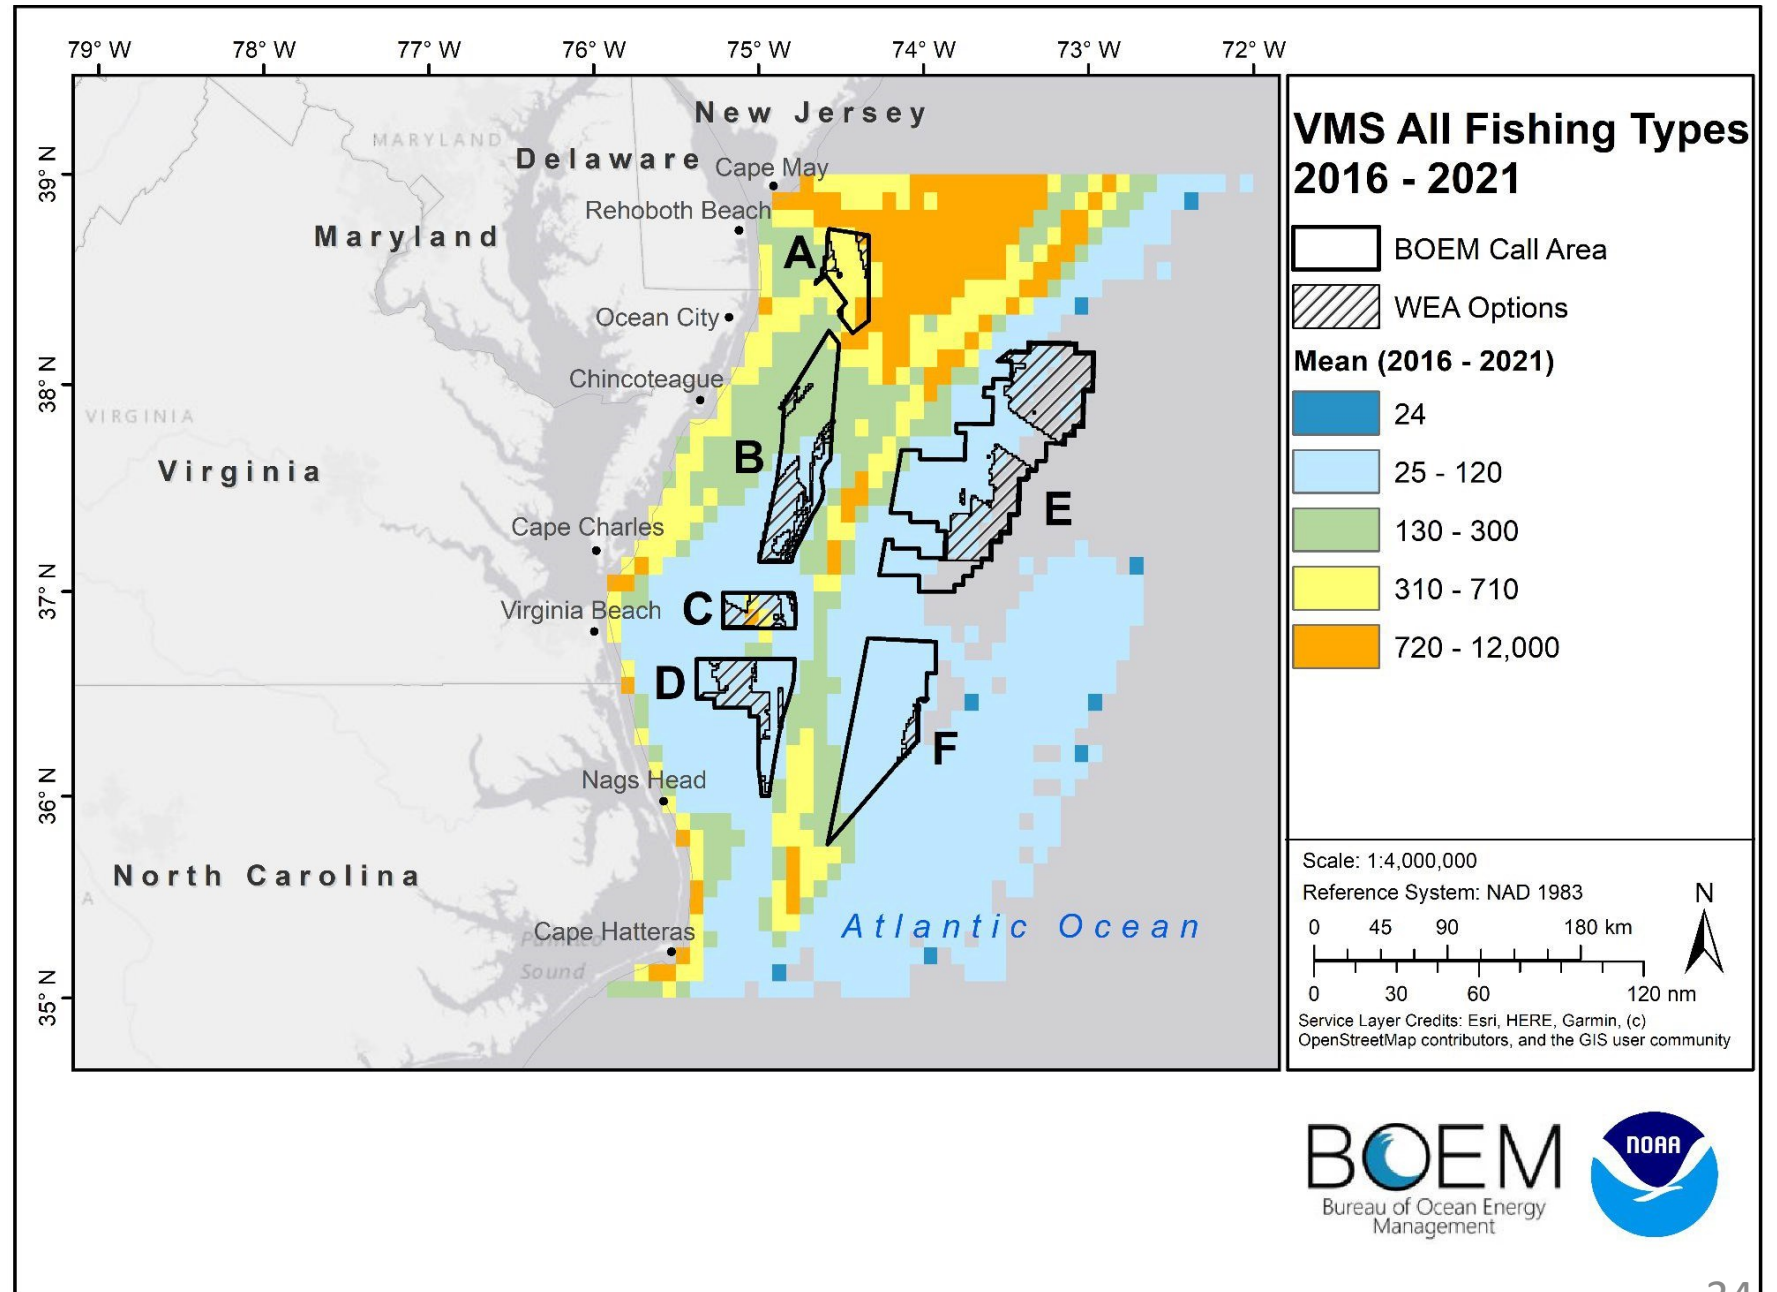 79° W 78° W 77° W 76° W 75° W 74° W 73° W 72° W
39° N
38° N
37° N
36° N
35° N
New Jersey
MARYLAND
Delaware
Cape May
Rehoboth Beach
Maryland
A
Ocean City
Chincoteague
VIRGINIA
B
Virginia
E
Cape Charles
Virginia Beach
C
D
F
Nags Head
North Carolina
A
Cape Hatteras
Sound
Atlantic Ocean
VMS All Fishing Types
2016 - 2021
BOEM Call Area
WEA Options
Mean (2016 - 2021)
24
25 - 120
130 - 300
310 - 710
720 - 12,000
Scale: 1:4,000,000
Reference System: NAD 1983
N
0 45 90 180 km
0 30 60 120 nm
Service Layer Credits: Esri, HERE, Garmin, (c)
OpenStreetMap contributors, and the GIS user community
BOEM
Bureau of Ocean Energy
Management
NOAA